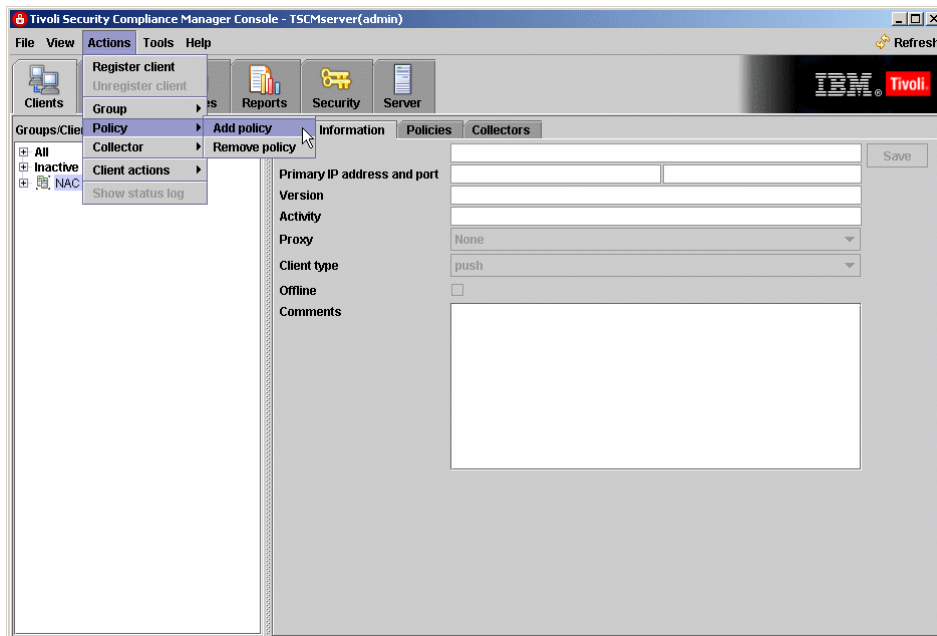 Tivoli Security Compliance Manager Console - TSCMserver(admin)
File View Actions Tools Help
Refresh
Register client
Unregister client
Group
Policy
Collector
Client actions
Show status log
Add policy
Remove policy
Clients
Reports
Security
Server
IBM. Tivoli.
All
Inactive
NAC
Information
Policies
Collectors
Save
Primary IP address and port
Version
Activity
Proxy
None
Client type
push
Offline
Comments